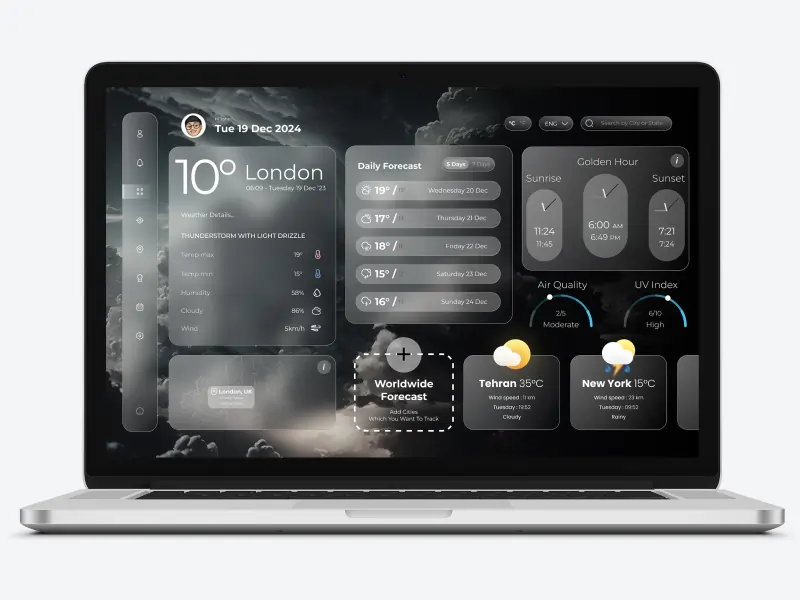 Tue 19 Dec 2024
°C
ENG
Search by City or State
10°
London
06:09 - Tuesday 19 Dec '23
Weather Details...
THUNDERSTORM WITH LIGHT DRIZZLE
Temp max 19°
Temp min 15°
Humidity 58%
Cloudy 86%
Wind 5km/h
Daily Forecast
5 Days
7 Days
19° / Wednesday 20 Dec
17° / Thursday 21 Dec
18° / Friday 22 Dec
15° / Saturday 23 Dec
16° / Sunday 24 Dec
Golden Hour
i
Sunrise
11:24
11:45
6:00 AM
6:49 PM
Sunset
7:21
7:24
Air Quality
2/5
Moderate
UV Index
6/10
High
i
London, UK
Worldwide
Forecast
Add Cities
Which You Want To Track
Tehran 35°C
Wind speed : 11 km
Tuesday : 19:52
Cloudy
New York 15°C
Wind speed : 23 km
Tuesday : 09:52
Rainy